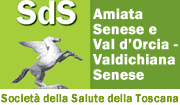 SdS
Amiata
Senese e
Val d'Orcia -
Valdichiana
Senese
Società della Salute della Toscana